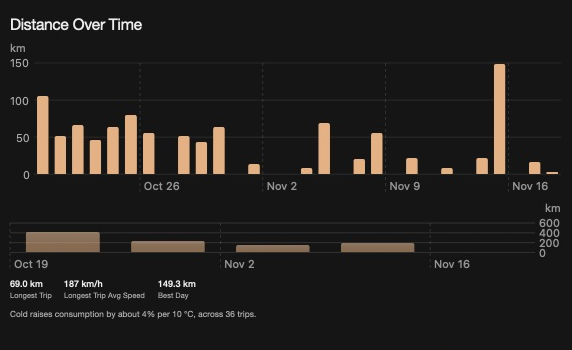 Distance Over Time
km
150
100
50
0
Oct 26 Nov 2 Nov 9 Nov 16
km
600
400
200
0
Oct 19 Nov 2 Nov 16
69.0 km 187 km/h 149.3 km
Longest Trip Longest Trip Avg Speed Best Day
Cold raises consumption by about 4% per 10 °C, across 36 trips.